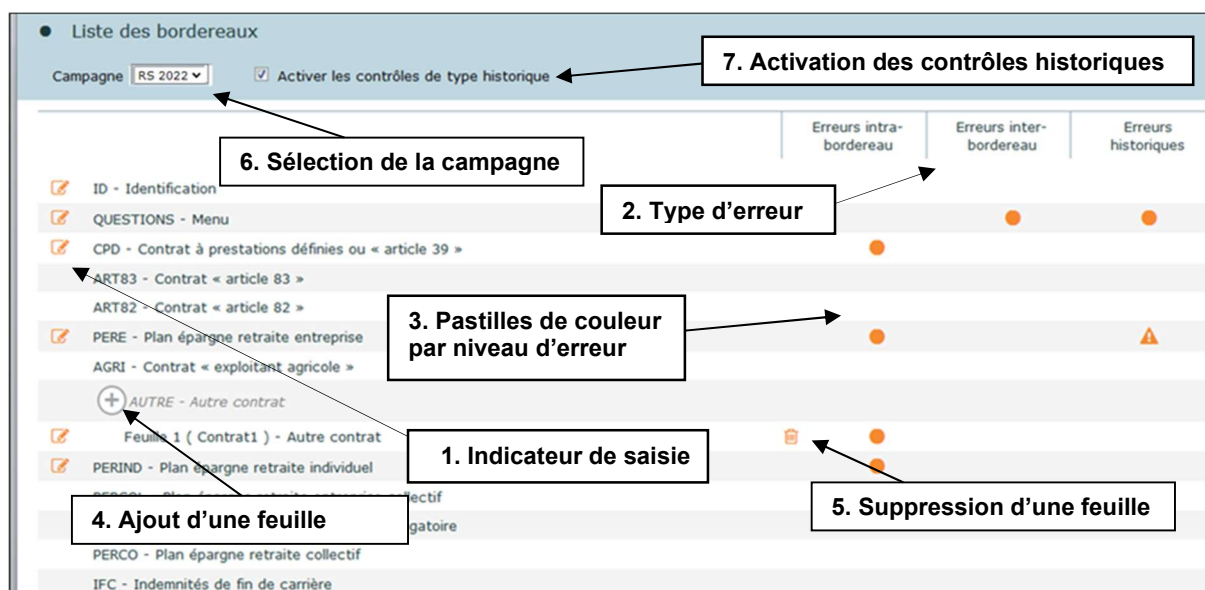 Liste des bordereaux
Campagne RS 2022 Activer les contrôles de type historique
7. Activation des contrôles historiques
6. Sélection de la campagne
Erreurs intra-bordereau
Erreurs inter-bordereau
Erreurs historiques
ID - Identification
2. Type d’erreur
QUESTIONS - Menu
CPD - Contrat à prestations définies ou « article 39 »
ART83 - Contrat « article 83 »
ART82 - Contrat « article 82 »
3. Pastilles de couleur
par niveau d’erreur
PERE - Plan épargne retraite entreprise
AGRI - Contrat « exploitant agricole »
AUTRE - Autre contrat
Feuille 1 ( Contrat1 ) - Autre contrat
1. Indicateur de saisie
PERIND - Plan épargne retraite individuel
4. Ajout d’une feuille
5. Suppression d’une feuille
PERCO - Plan épargne retraite collectif
IFC - Indemnités de fin de carrière